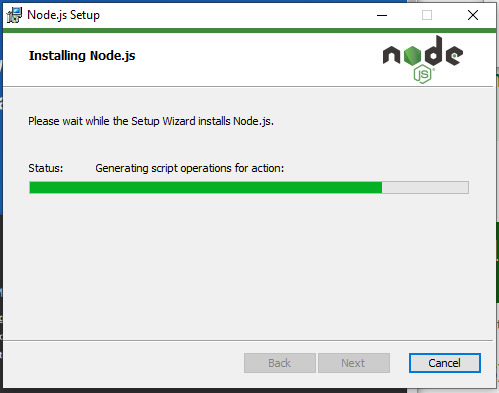 Node.js Setup
Installing Node.js
node
JS
Please wait while the Setup Wizard installs Node.js.
Status: Generating script operations for action:
Back Next Cancel